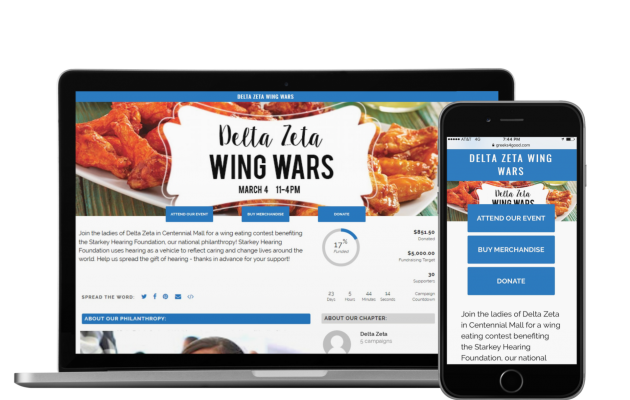 DELTA ZETA WING WARS
Delta Zeta
WING WARS
MARCH 4 11-4PM
ATTEND OUR EVENT
BUY MERCHANDISE
DONATE
Join the ladies of Delta Zeta in Centennial Mall for a wing eating contest benefiting
the Starkey Hearing Foundation, our national philanthropy! Starkey Hearing
Foundation uses hearing as a vehicle to reflect caring and change lives around the
world. Help us spread the gift of hearing - thanks in advance for your support!
17%
Funded
$851.50
Donated
$5,000.00
Fundraising Target
30
Supporters
SPREAD THE WORD:
23 5 44 14
Days Hours Minutes Seconds
Campaign
Countdown
ABOUT OUR PHILANTHROPY:
ABOUT OUR CHAPTER:
Delta Zeta
5 campaigns
AT&T 4G 7:44 PM
greeks4good.com
DELTA ZETA WING
WARS
Delta Zeta
WING WARS
ATTEND OUR EVENT
BUY MERCHANDISE
DONATE
Join the ladies of Delta Zeta
in Centennial Mall for a wing
eating contest benefiting
the Starkey Hearing
Foundation, our national